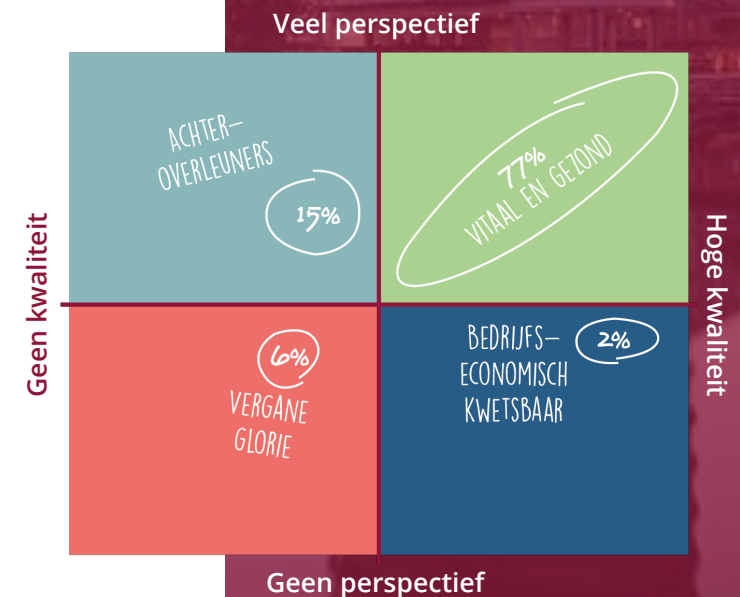 Veel perspectief
ACHTER-
OVERLEUNERS
15%
77%
VITAAL EN GEZOND
Geen kwaliteit
Hoge kwaliteit
6%
VERGANE
GLORIE
BEDRIJFS-
ECONOMISCH
KWETSBAAR
2%
Geen perspectief